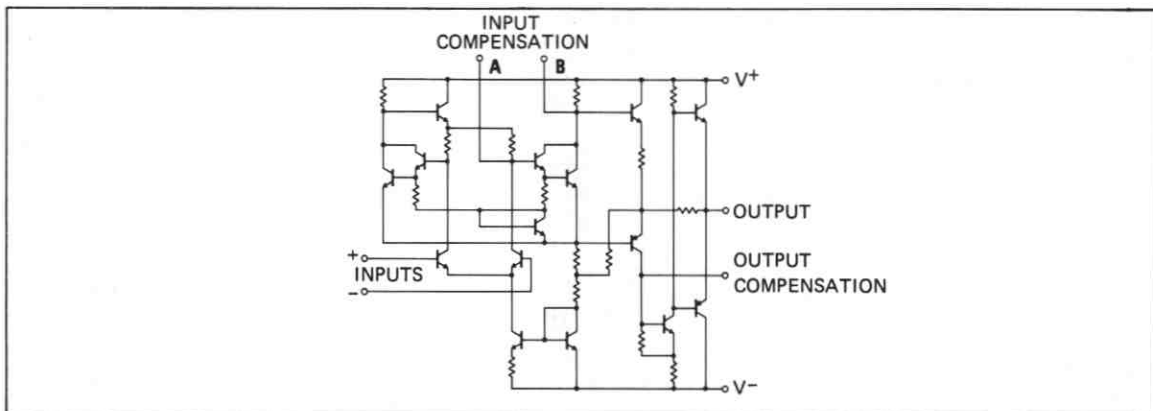 INPUT
COMPENSATION
A B
V+
OUTPUT
+
INPUTS
−
OUTPUT
COMPENSATION
V−